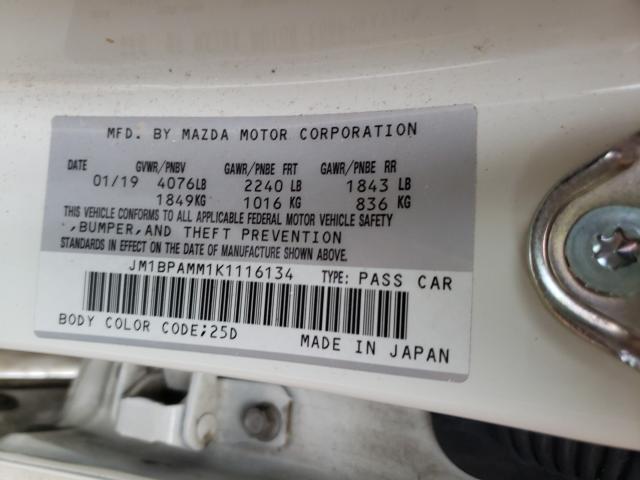 MFD. BY MAZDA MOTOR CORPORATION
DATE GVWR/PNBV GAWR/PNBE FRT GAWR/PNBE RR
01/19 4076LB 2240 LB 1843 LB
1849KG 1016 KG 836 KG
THIS VEHICLE CONFORMS TO ALL APPLICABLE FEDERAL MOTOR VEHICLE SAFETY
,BUMPER,AND THEFT PREVENTION
STANDARDS IN EFFECT ON THE DATE OF MANUFACTURE SHOWN ABOVE.
JM1BPAMM1K1116134 TYPE: PASS CAR
BODY COLOR CODE;25D
MADE IN JAPAN